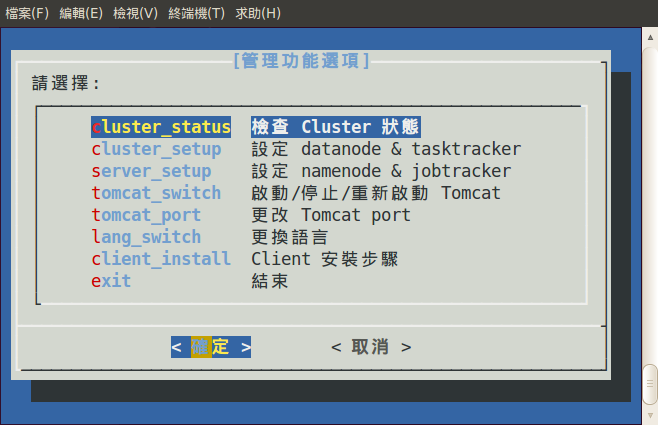 檔案(F) 編輯(E) 檢視(V) 終端機(T) 求助(H)
[管理功能選項]
請選擇:
cluster_status 檢查 Cluster 狀態
cluster_setup 設定 datanode & tasktracker
server_setup 設定 namenode & jobtracker
tomcat_switch 啟動/停止/重新啟動 Tomcat
tomcat_port 更改 Tomcat port
lang_switch 更換語言
client_install Client 安裝步驟
exit 結束
< 確定 > < 取消 >